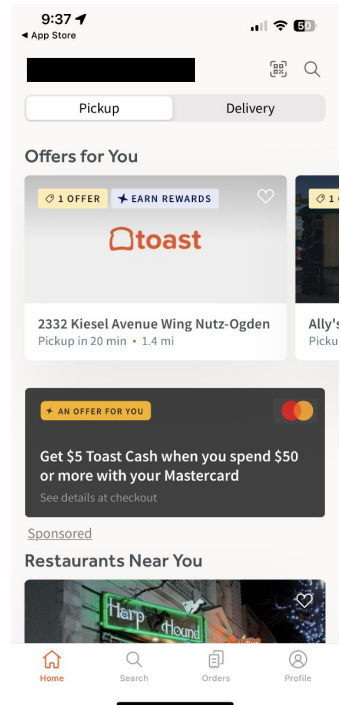 9:37
50
◀ App Store
Pickup
Delivery
Offers for You
1 OFFER
EARN REWARDS
toast
2332 Kiesel Avenue Wing Nutz-Ogden
Pickup in 20 min • 1.4 mi
1
Ally's
Picku
AN OFFER FOR YOU
Get $5 Toast Cash when you spend $50
or more with your Mastercard
See details at checkout
Sponsored
Restaurants Near You
Harp
Hound
Home
Search
Orders
Profile